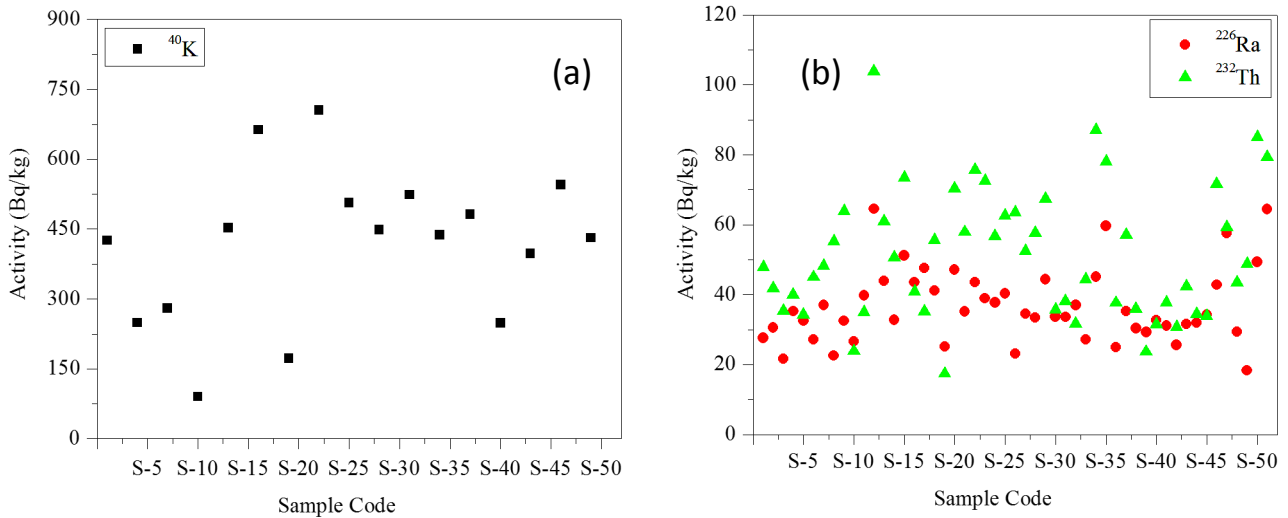 900
750
600
450
300
150
0
Activity (Bq/kg)
⁴⁰K
(a)
S-5 S-10 S-15 S-20 S-25 S-30 S-35 S-40 S-45 S-50
Sample Code
120
100
80
60
40
20
0
Activity (Bq/kg)
(b)
²²⁶Ra
²³²Th
S-5 S-10 S-15 S-20 S-25 S-30 S-35 S-40 S-45 S-50
Sample Code